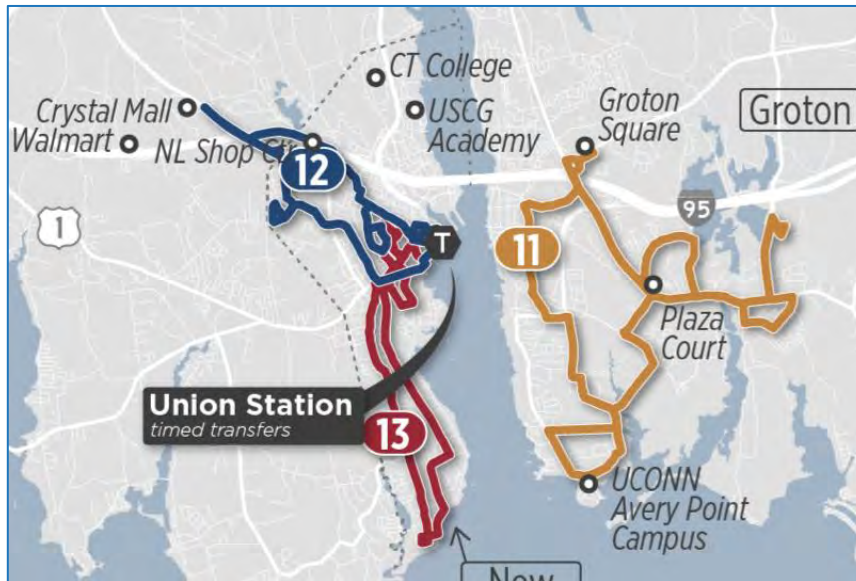 CT College
Crystal Mall
Walmart
USCG
Academy
NL Shop Ctr
12
Groton
Square
Groton
95
1
T
11
Plaza
Court
Union Station
timed transfers
13
UCONN
Avery Point
Campus
New